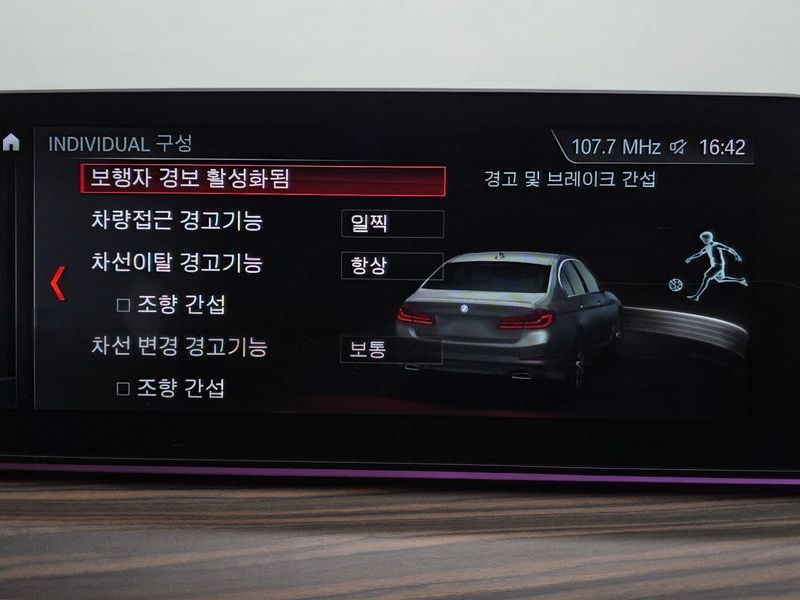 INDIVIDUAL 구성
107.7 MHz 16:42
보행자 경보 활성화됨
경고 및 브레이크 간섭
차량접근 경고기능 일찍
차선이탈 경고기능 항상
조향 간섭
차선 변경 경고기능 보통
조향 간섭